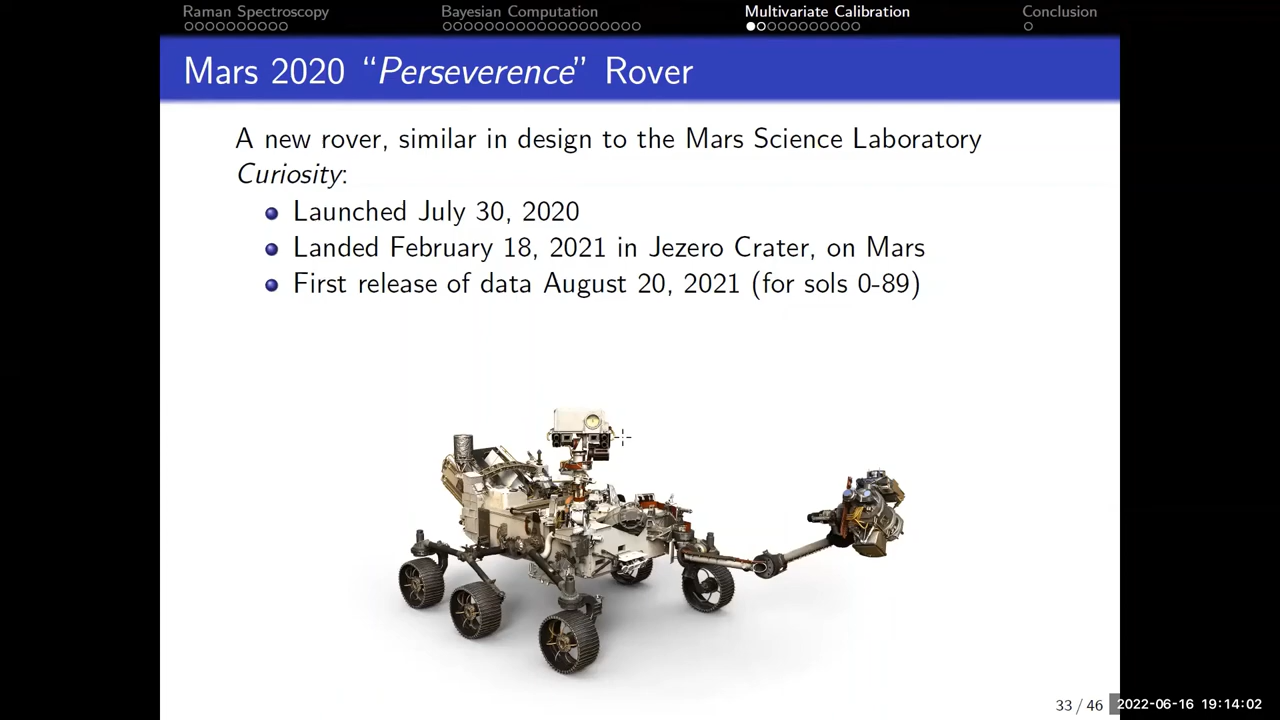 Raman Spectroscopy Bayesian Computation Multivariate Calibration Conclusion
Mars 2020 “Perseverence” Rover
A new rover, similar in design to the Mars Science Laboratory
Curiosity:
Launched July 30, 2020
Landed February 18, 2021 in Jezero Crater, on Mars
First release of data August 20, 2021 (for sols 0-89)
33 / 46 2022-06-16 19:14:02